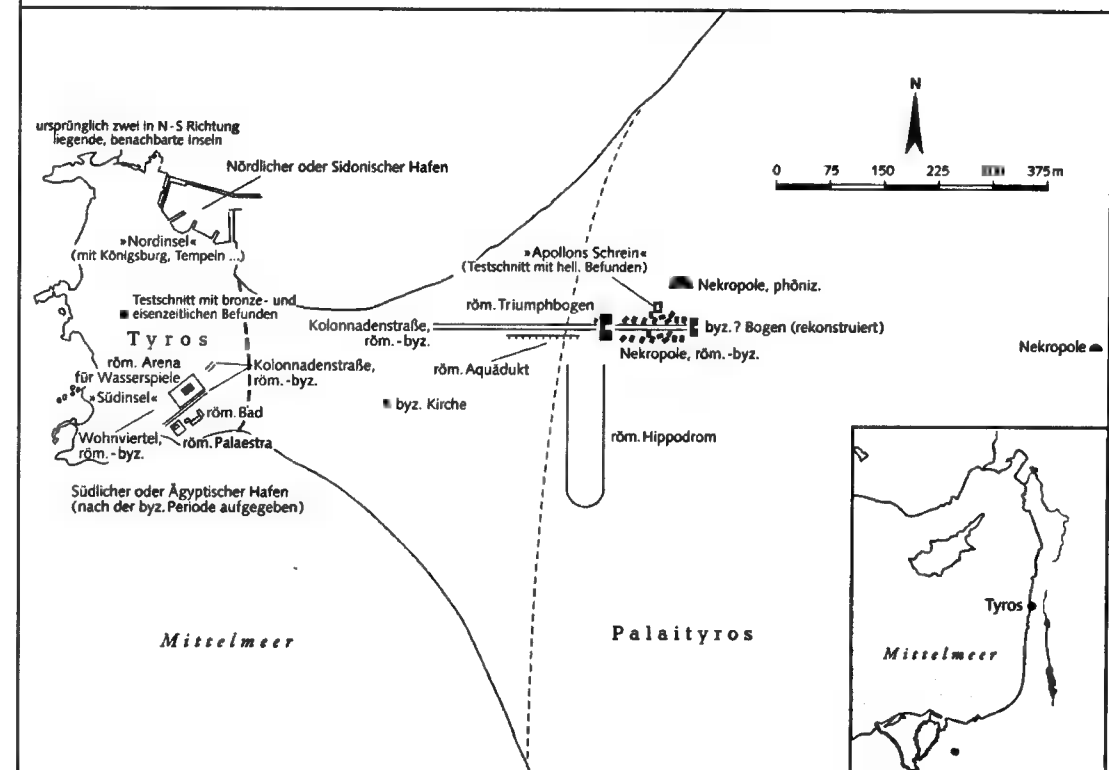 ursprünglich zwei in N-S Richtung
liegende, benachbarte Inseln
Nördlicher oder Sidonischer Hafen
N
0 75 150 225 375 m
»Nordinsel«
(mit Königsburg, Tempeln ...)
»Apollons Schrein«
(Testschnitt mit hell. Befunden)
Nekropole, phöniz.
Testschnitt mit bronze- und
eisenzeitlichen Befunden
Tyros
röm. Triumphbogen
Kolonnadenstraße,
röm.-byz.
byz.? Bogen (rekonstruiert)
Nekropole, röm.-byz.
Nekropole
röm. Aquädukt
röm. Arena
für Wasserspiele
Kolonnadenstraße,
röm.-byz.
»Südinsel«
byz. Kirche
röm. Bad
röm. Hippodrom
Wohnviertel,
röm.-byz.
röm. Palaestra
Südlicher oder Ägyptischer Hafen
(nach der byz. Periode aufgegeben)
Mittelmeer
Palaityros
Tyros
Mittelmeer